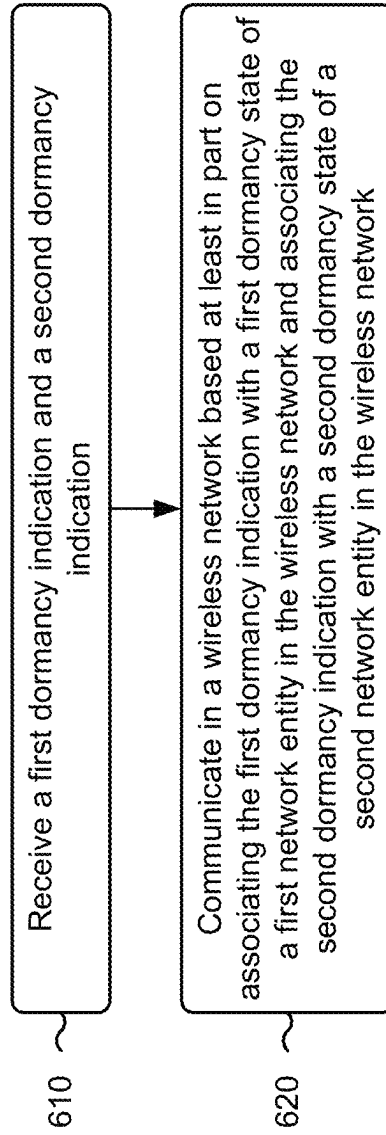 610
Receive a first dormancy indication and a second dormancy
indication
620
Communicate in a wireless network based at least in part on
associating the first dormancy indication with a first dormancy state of
a first network entity in the wireless network and associating the
second dormancy indication with a second dormancy state of a
second network entity in the wireless network